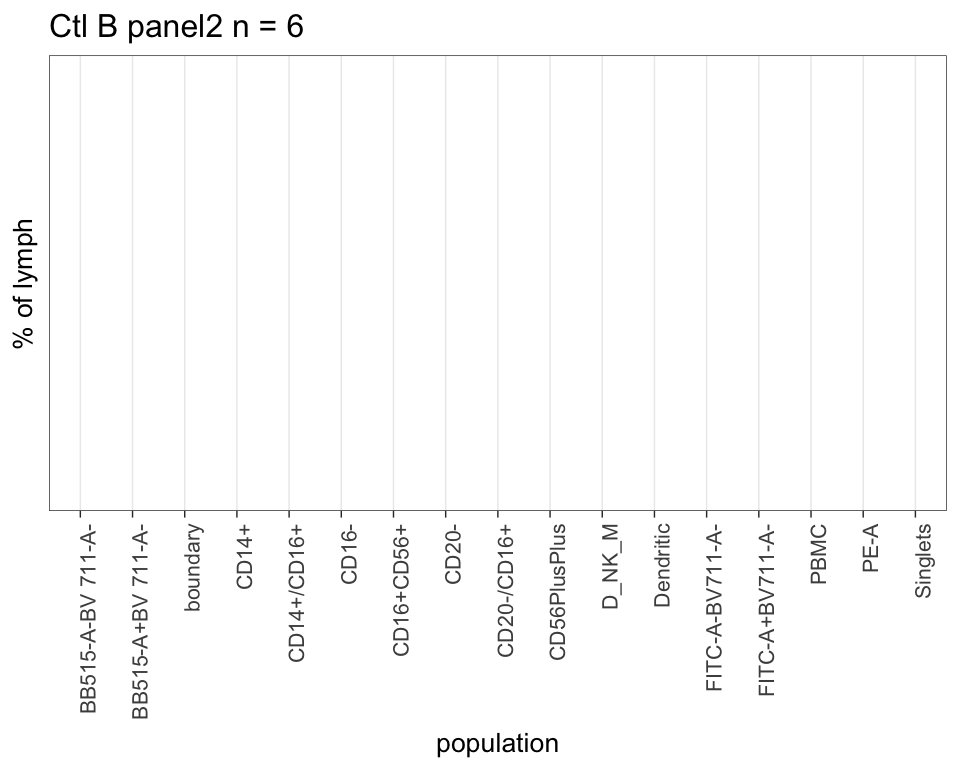 Ctl B panel2 n = 6
% of lymph
BB515-A-BV 711-A-
BB515-A+BV 711-A-
boundary
CD14+
CD14+/CD16+
CD16-
CD16+CD56+
CD20-
CD20-/CD16+
CD56PlusPlus
D_NK_M
Dendritic
FITC-A-BV711-A-
FITC-A+BV711-A-
PBMC
PE-A
Singlets
population